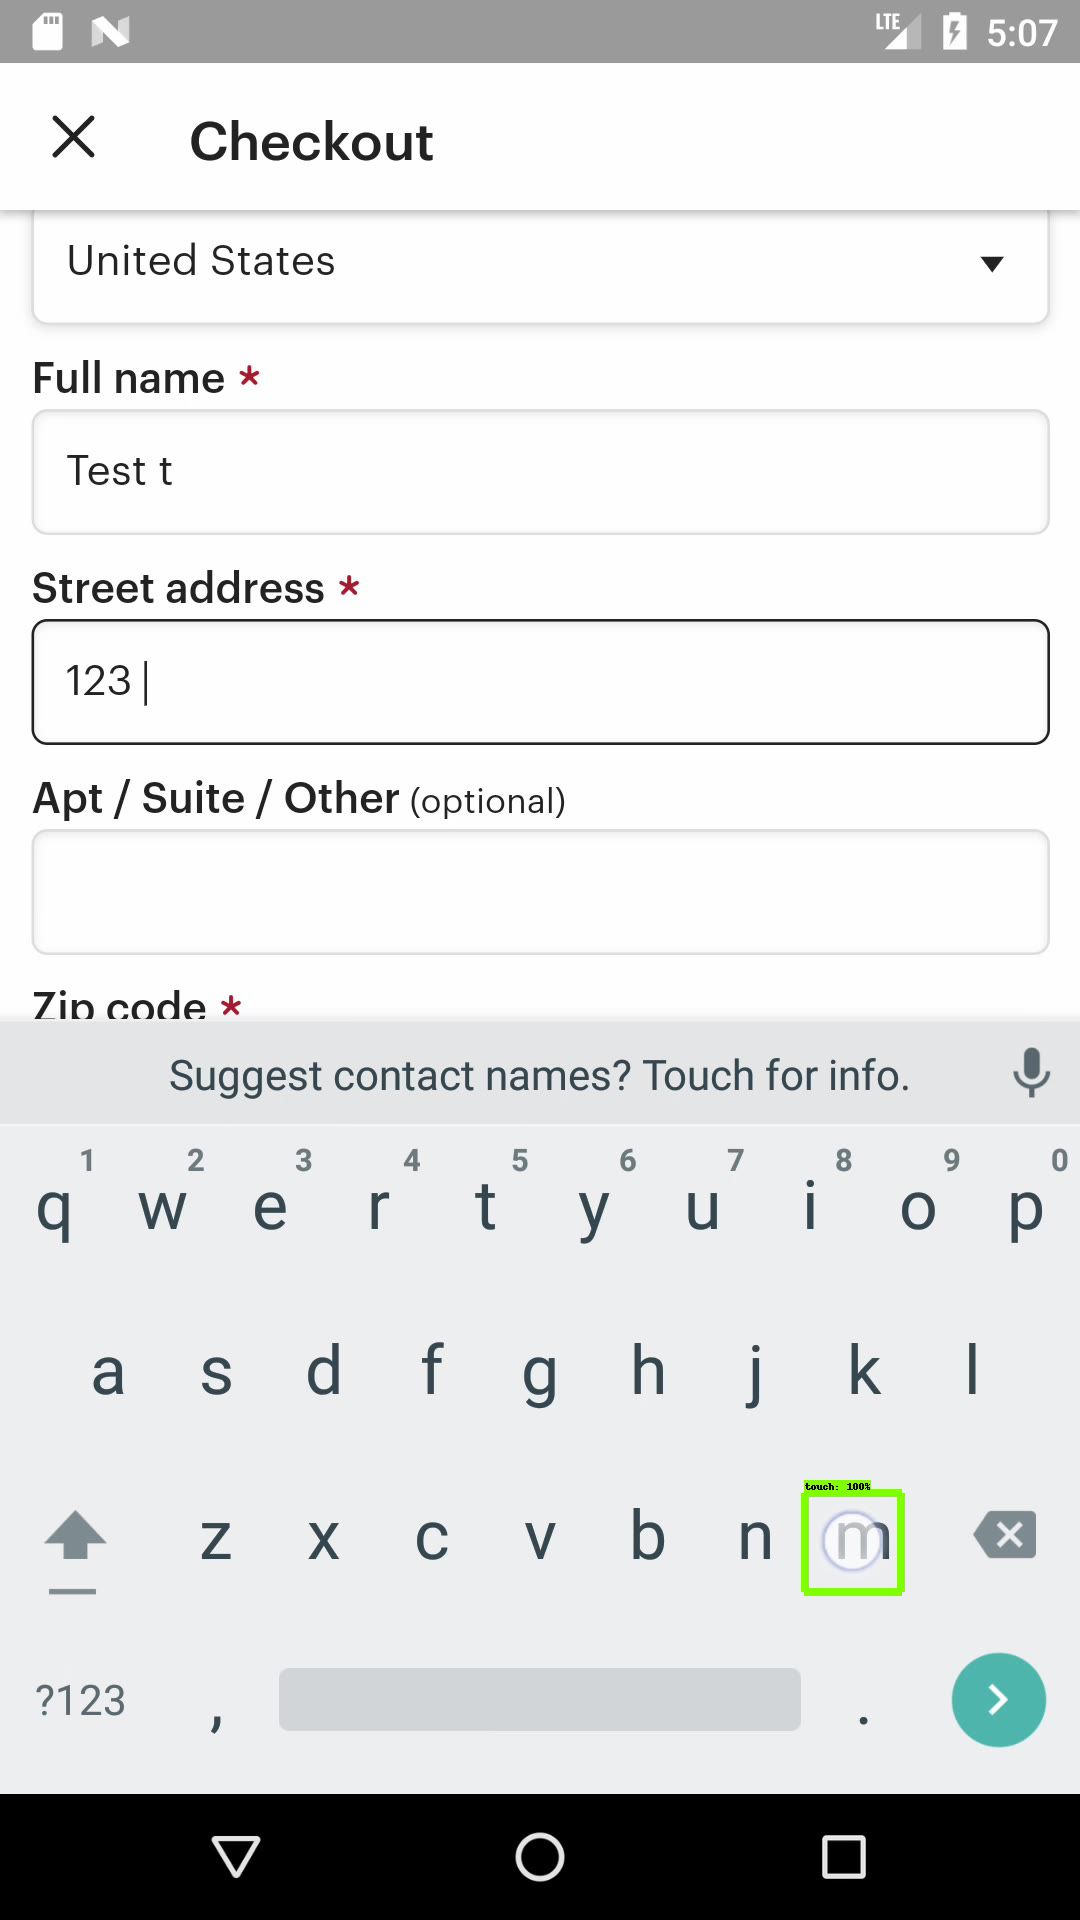 LTE 5:07
Checkout
United States
Full name *
Test t
Street address *
123
Apt / Suite / Other (optional)
Zip code *
Suggest contact names? Touch for info.
1 2 3 4 5 6 7 8 9 0
q w e r t y u i o p
a s d f g h j k l
touch: 100%
z x c v b n m
?123 , .